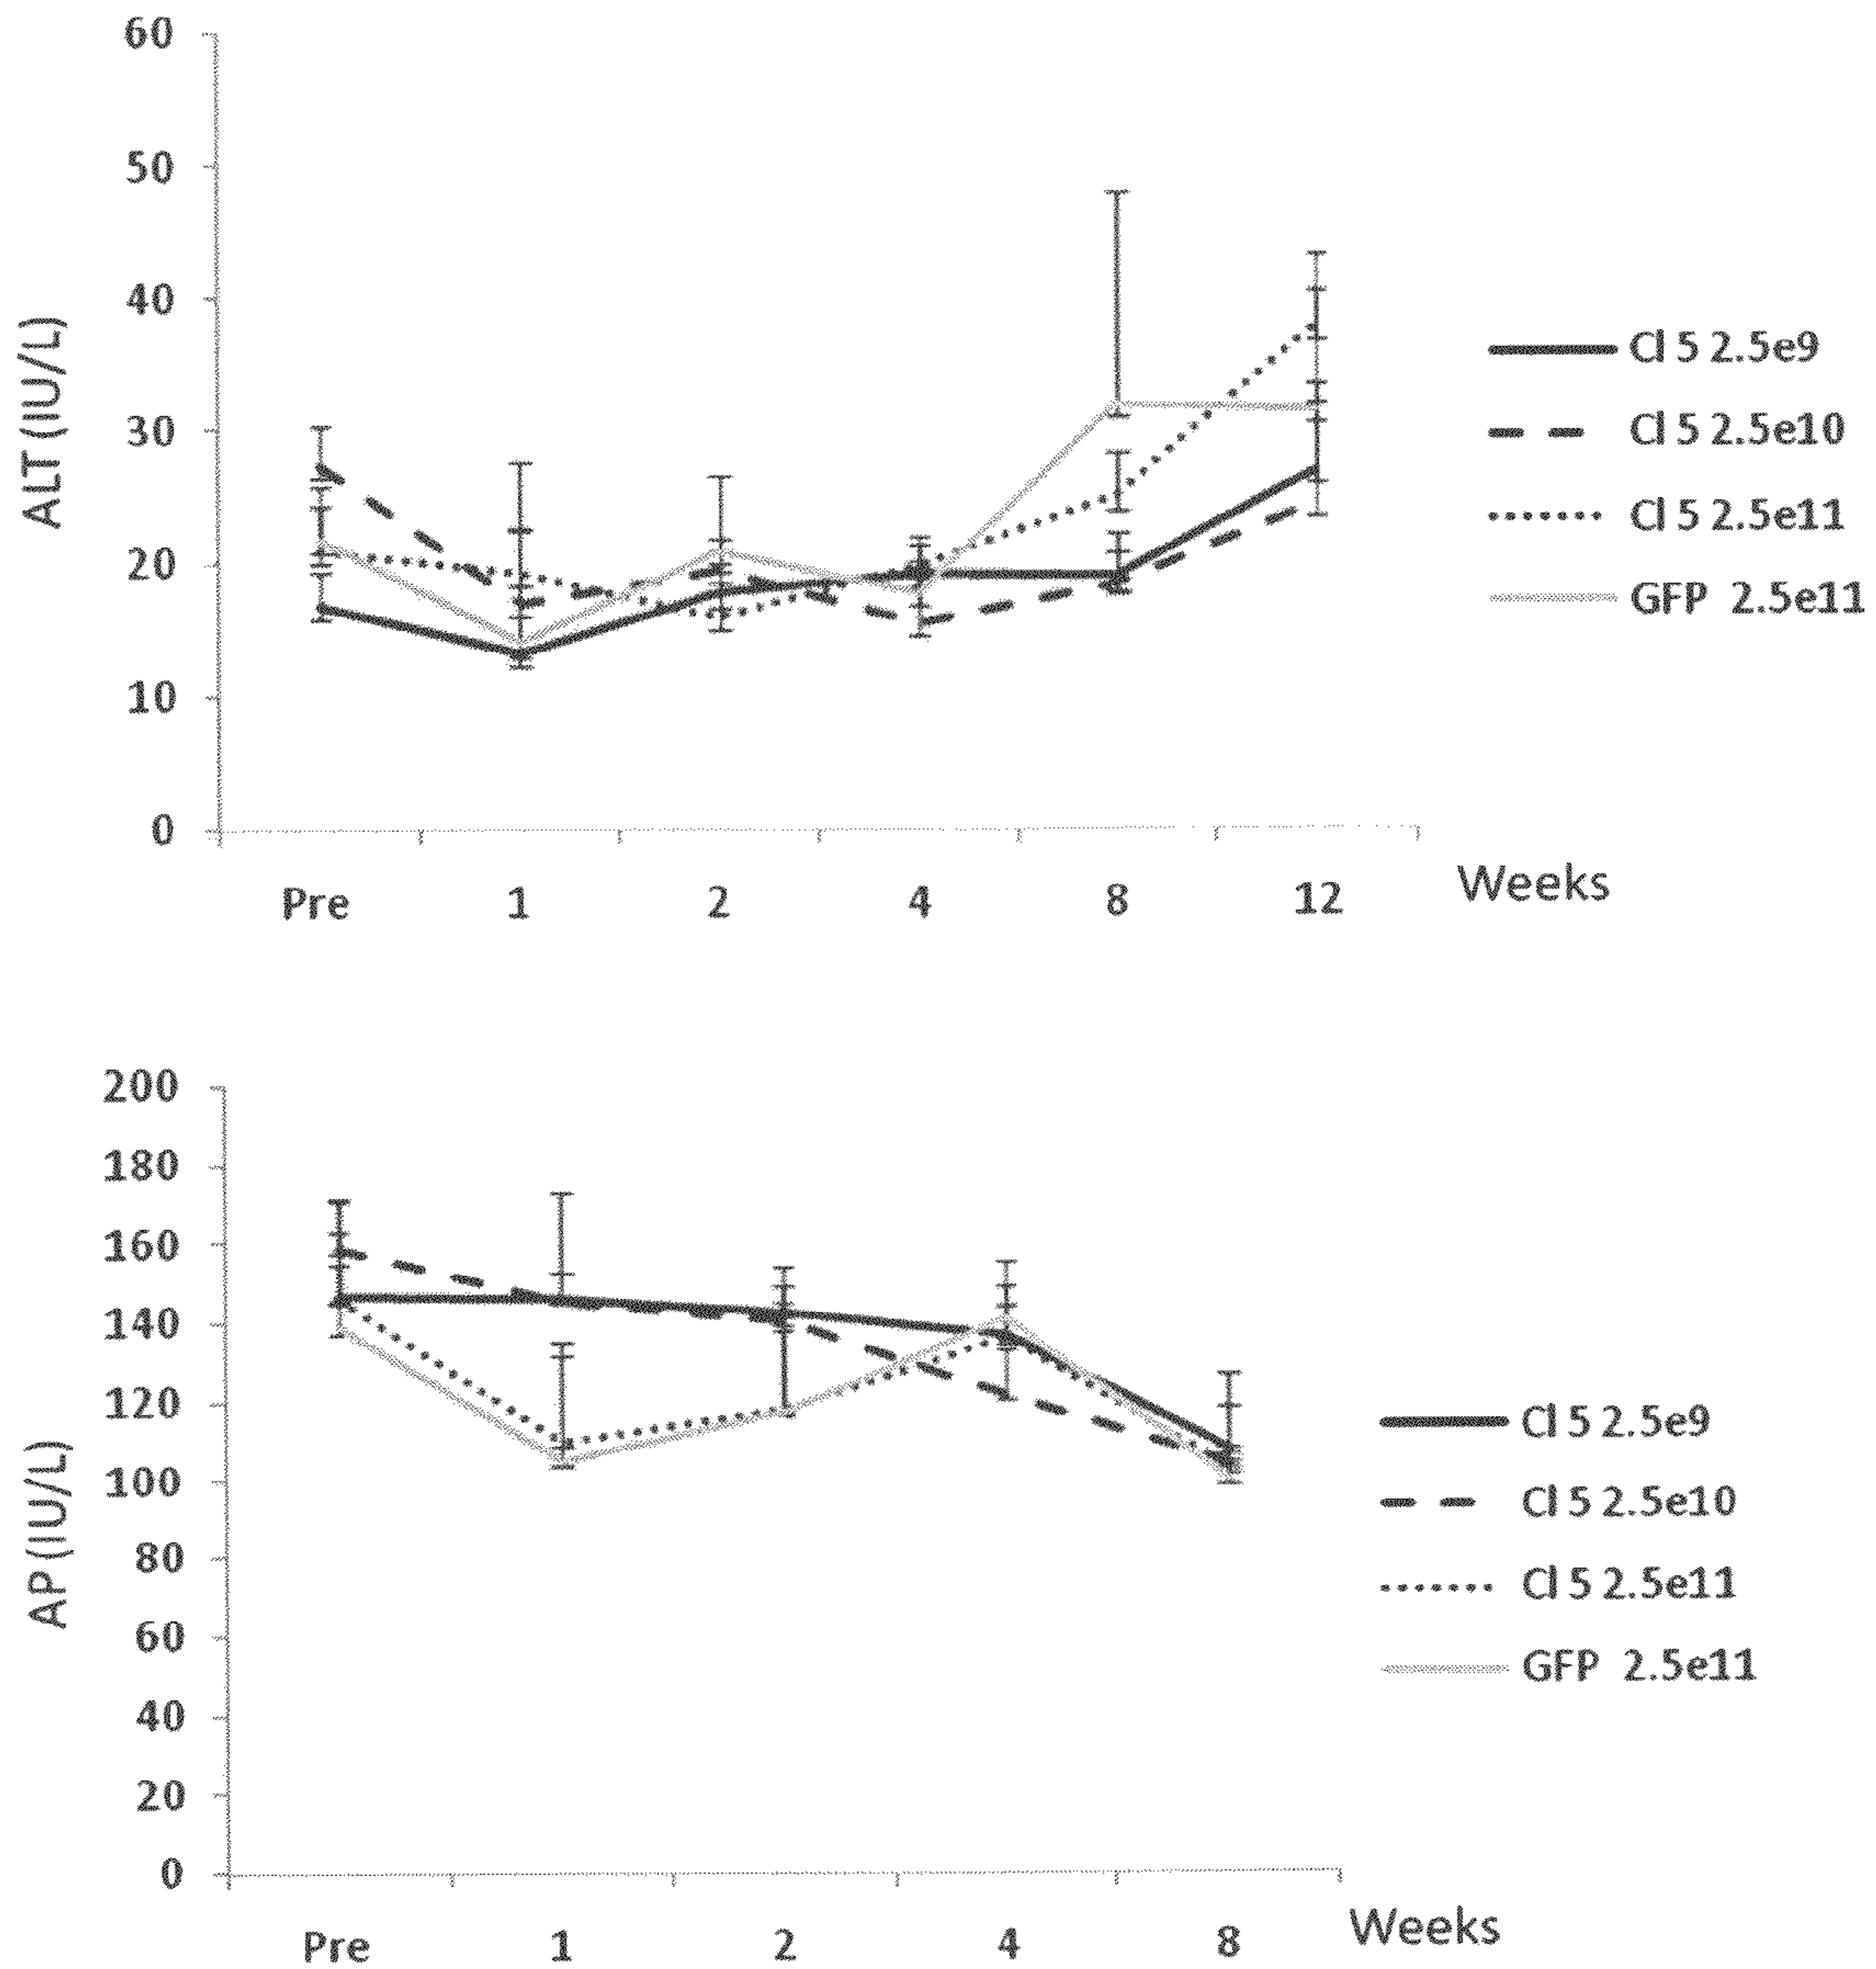 60
50
40
30
20
10
0
ALT (IU/L)
Pre 1 2 4 8 12 Weeks
Cl 5 2.5e9
Cl 5 2.5e10
Cl 5 2.5e11
GFP 2.5e11
200
180
160
140
120
100
80
60
40
20
0
AP (IU/L)
Pre 1 2 4 8 Weeks
Cl 5 2.5e9
Cl 5 2.5e10
Cl 5 2.5e11
GFP 2.5e11